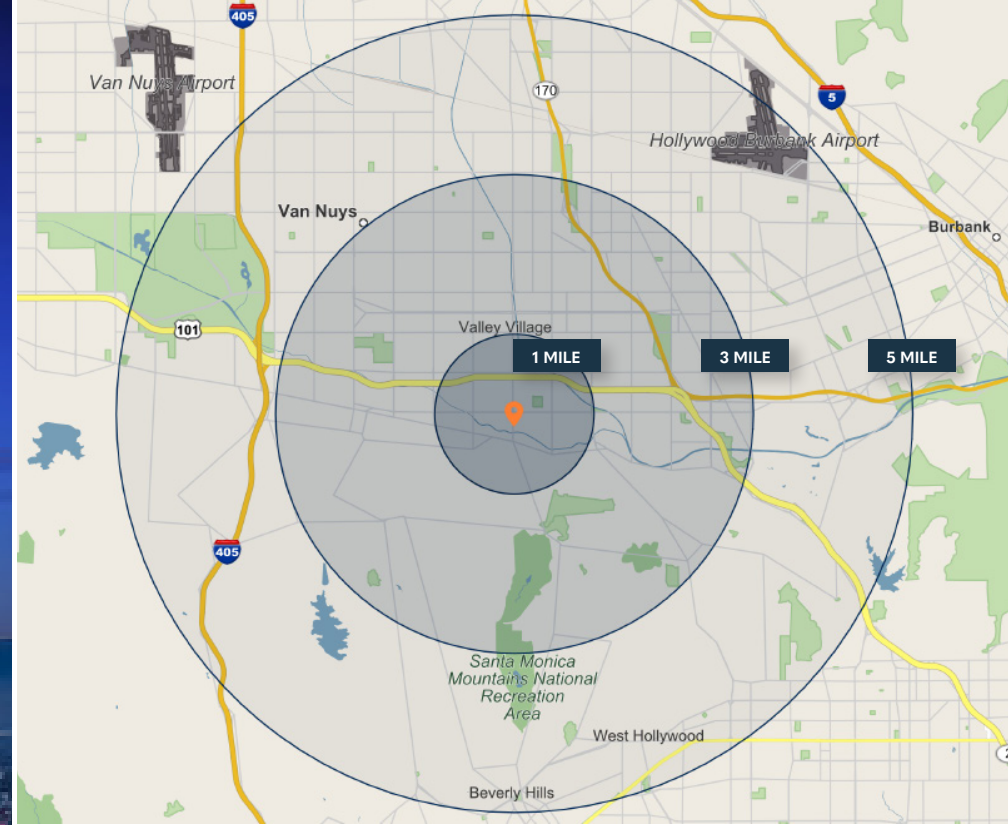 405
Van Nuys Airport
170
5
Hollywood Burbank Airport
Van Nuys
Burbank
101
Valley Village
1 MILE
3 MILE
5 MILE
405
Santa Monica
Mountains National
Recreation
Area
West Hollywood
2
Beverly Hills